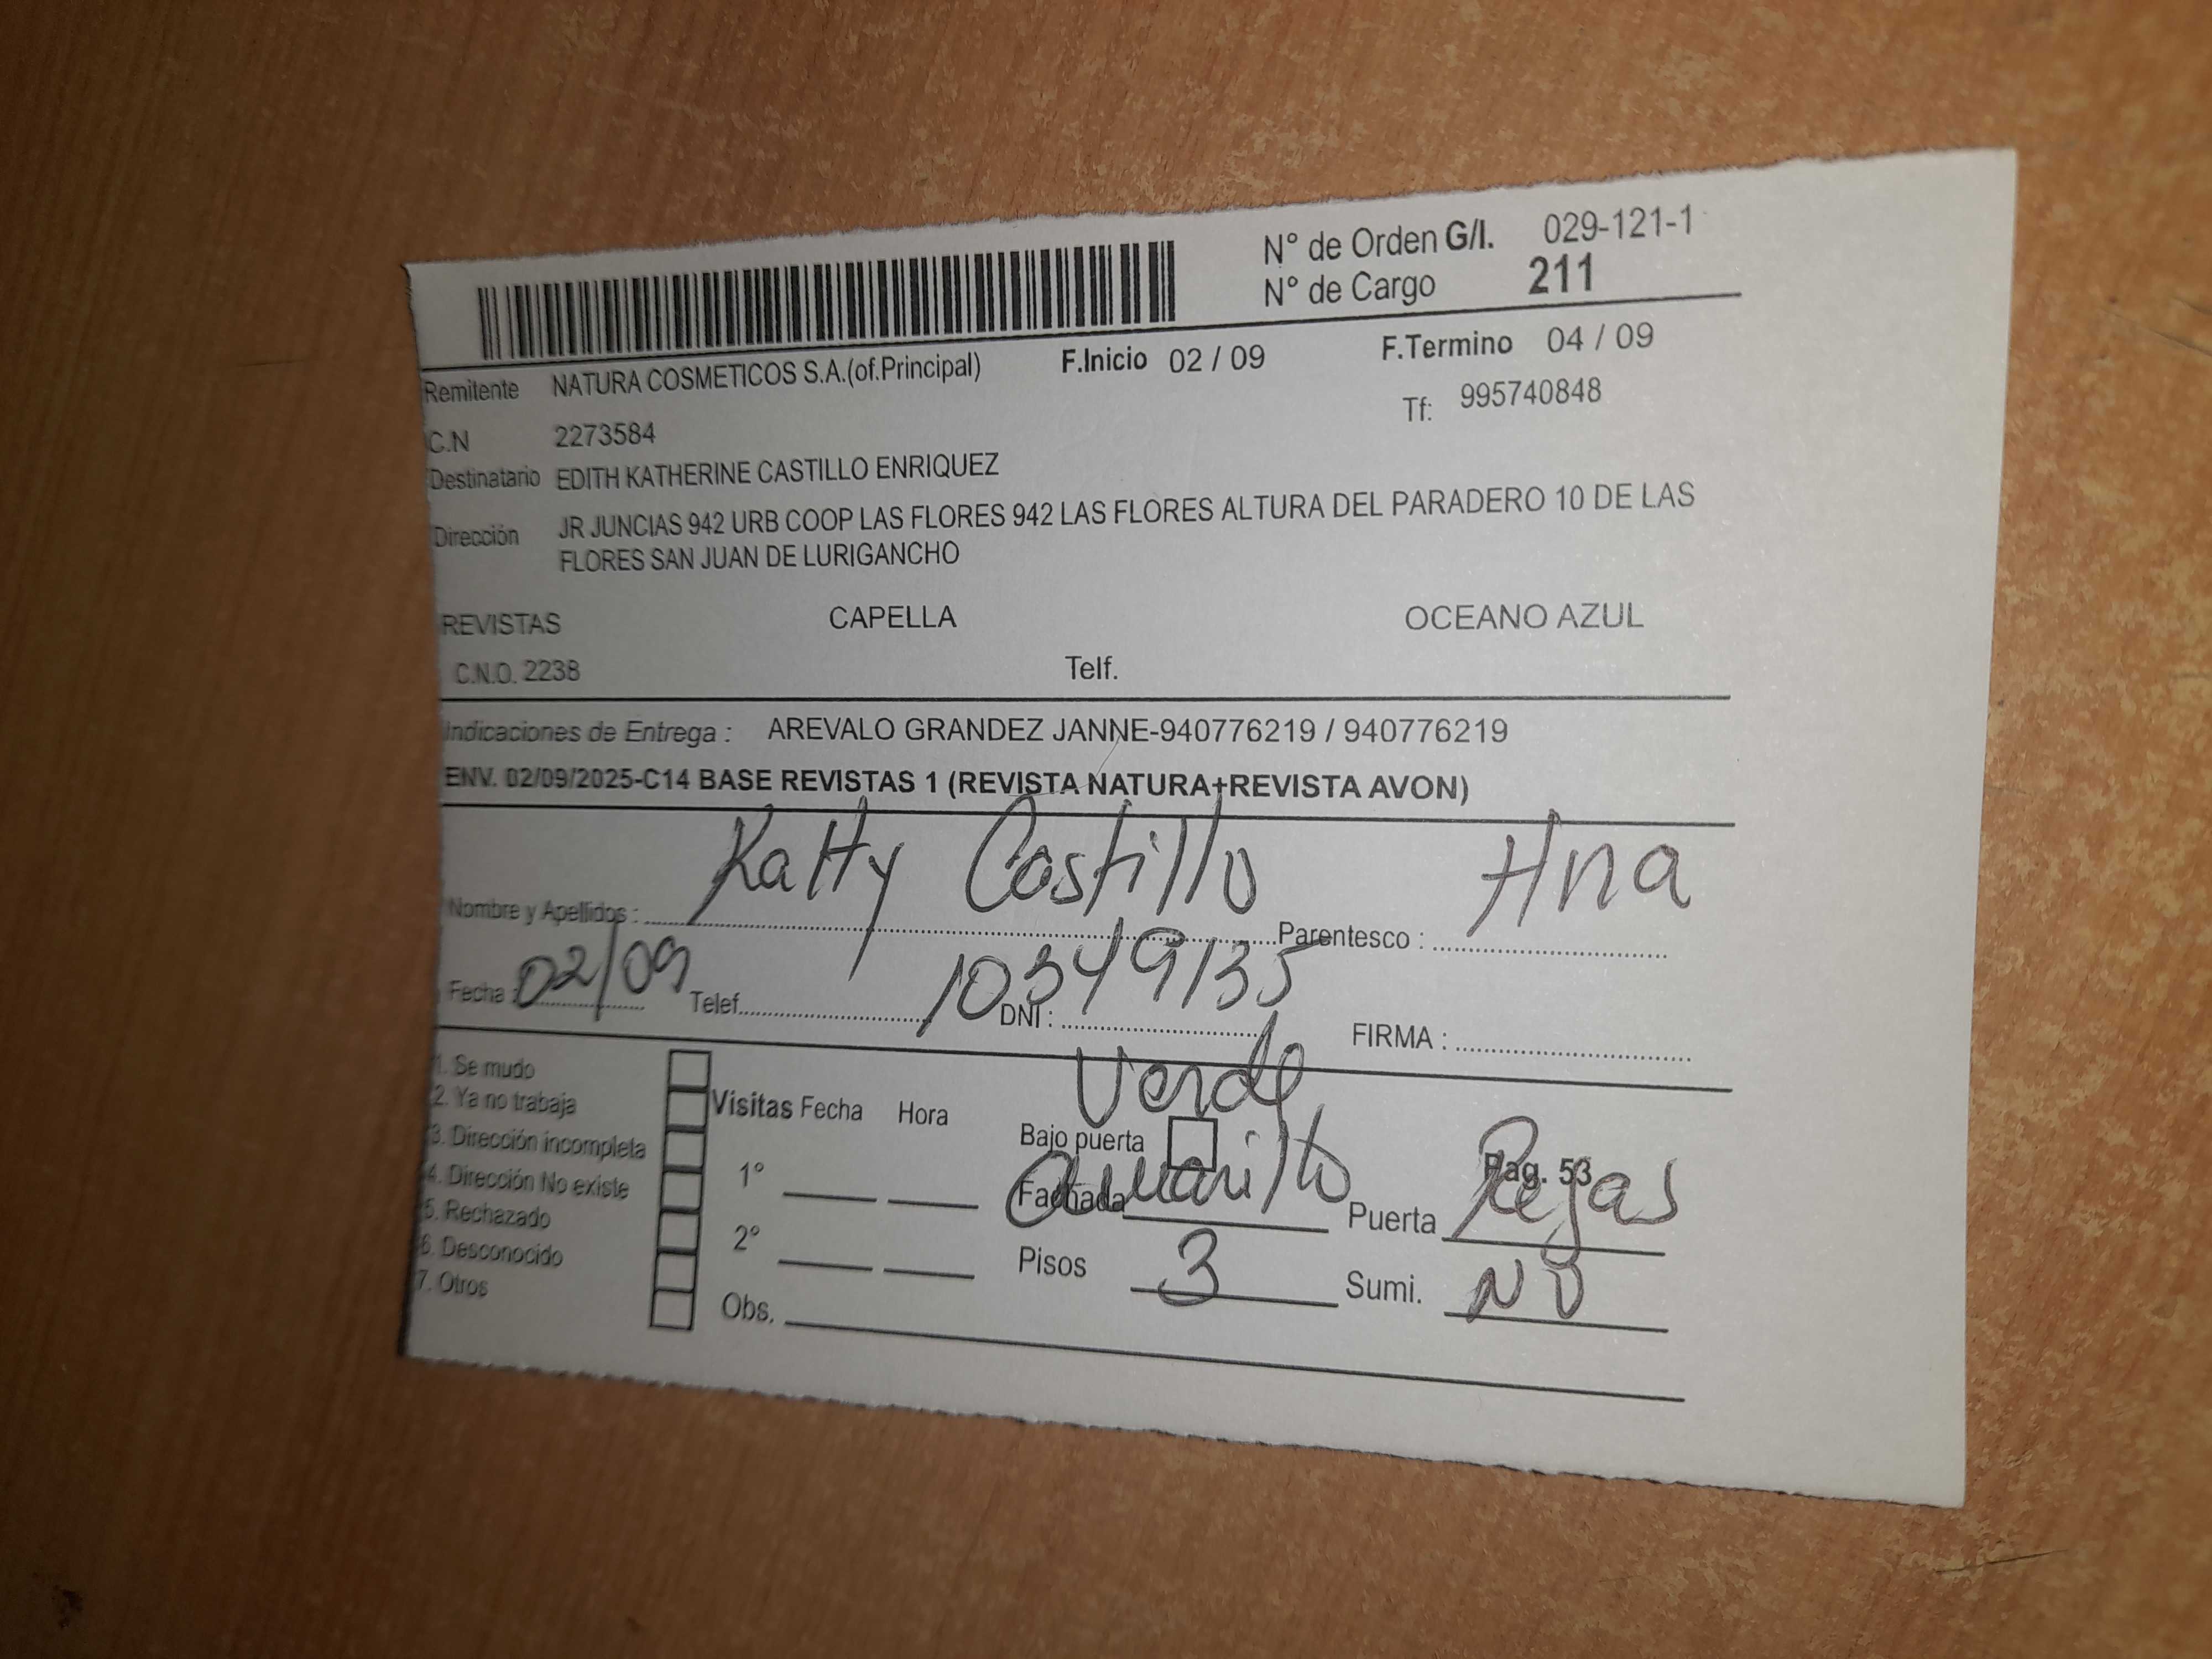 N° de Orden G/I. 029-121-1
N° de Cargo 211
Remitente NATURA COSMETICOS S.A.(of.Principal) F.Inicio 02 / 09 F.Termino 04 / 09
C.N 2273584 Tf: 995740848
Destinatario EDITH KATHERINE CASTILLO ENRIQUEZ
Dirección JR JUNCIAS 942 URB COOP LAS FLORES 942 LAS FLORES ALTURA DEL PARADERO 10 DE LAS
FLORES SAN JUAN DE LURIGANCHO
REVISTAS CAPELLA OCEANO AZUL
C.N.O. 2238 Telf.
Indicaciones de Entrega : AREVALO GRANDEZ JANNE-940776219 / 940776219
ENV. 02/09/2025-C14 BASE REVISTAS 1 (REVISTA NATURA+REVISTA AVON)
Nombre y Apellidos : Katty Castillo Parentesco : Hna
Fecha : 02/09 Telef. DNI : 10349135 FIRMA :
1. Se mudo
2. Ya no trabaja
3. Dirección incompleta
4. Dirección No existe
5. Rechazado
6. Desconocido
7. Otros
Visitas Fecha Hora
1°
2°
Obs.
Verde
Bajo puerta
Pag. 53
Fachada Amarillo Puerta Rejas
Pisos 3 Sumi. NO